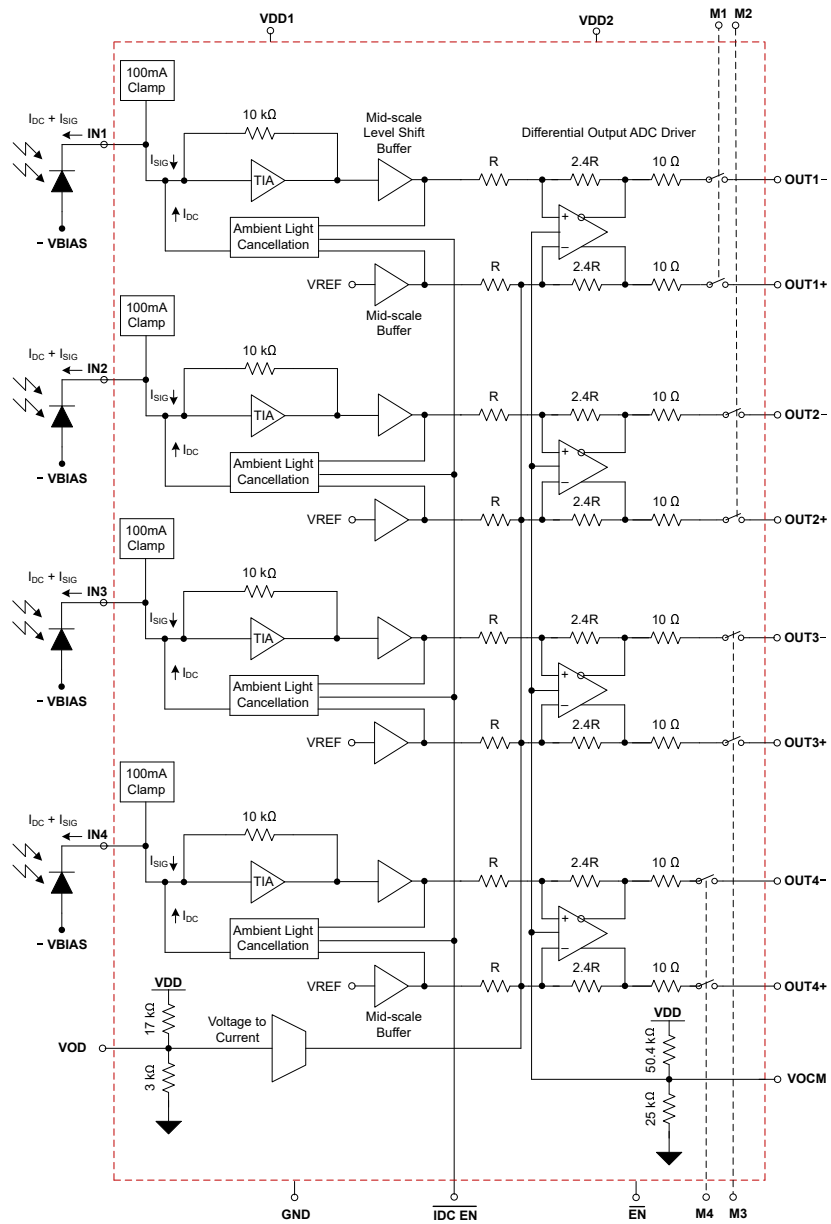 VDD1
VDD2
M1
M2
100mA
Clamp
IDC + ISIG
IN1
10 kΩ
Mid-scale
Level Shift
Buffer
Differential Output ADC Driver
ISIG
TIA
R
2.4R
10 Ω
OUT1−
IDC
Ambient Light
Cancellation
+
−
− VBIAS
VREF
R
2.4R
10 Ω
OUT1+
Mid-scale
Buffer
100mA
Clamp
IDC + ISIG
IN2
10 kΩ
ISIG
TIA
R
2.4R
10 Ω
OUT2−
IDC
Ambient Light
Cancellation
+
−
− VBIAS
VREF
R
2.4R
10 Ω
OUT2+
100mA
Clamp
IDC + ISIG
IN3
10 kΩ
ISIG
TIA
R
2.4R
10 Ω
OUT3−
IDC
Ambient Light
Cancellation
+
−
− VBIAS
VREF
R
2.4R
10 Ω
OUT3+
100mA
Clamp
IDC + ISIG
IN4
10 kΩ
ISIG
TIA
R
2.4R
10 Ω
OUT4−
IDC
Ambient Light
Cancellation
+
−
− VBIAS
VREF
R
2.4R
10 Ω
OUT4+
Mid-scale
Buffer
VDD
17 kΩ
Voltage to
Current
VOD
3 kΩ
VDD
50.4 kΩ
VOCM
25 kΩ
GND
IDC EN
EN
M4
M3